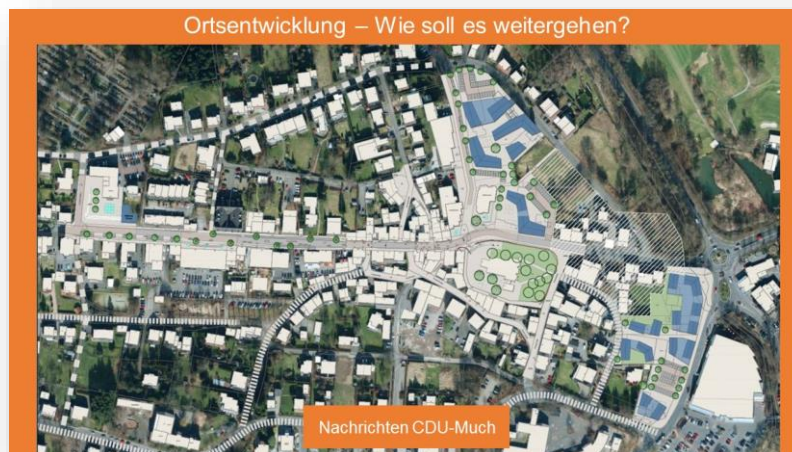 Ortsentwicklung – Wie soll es weitergehen?
Nachrichten CDU-Much